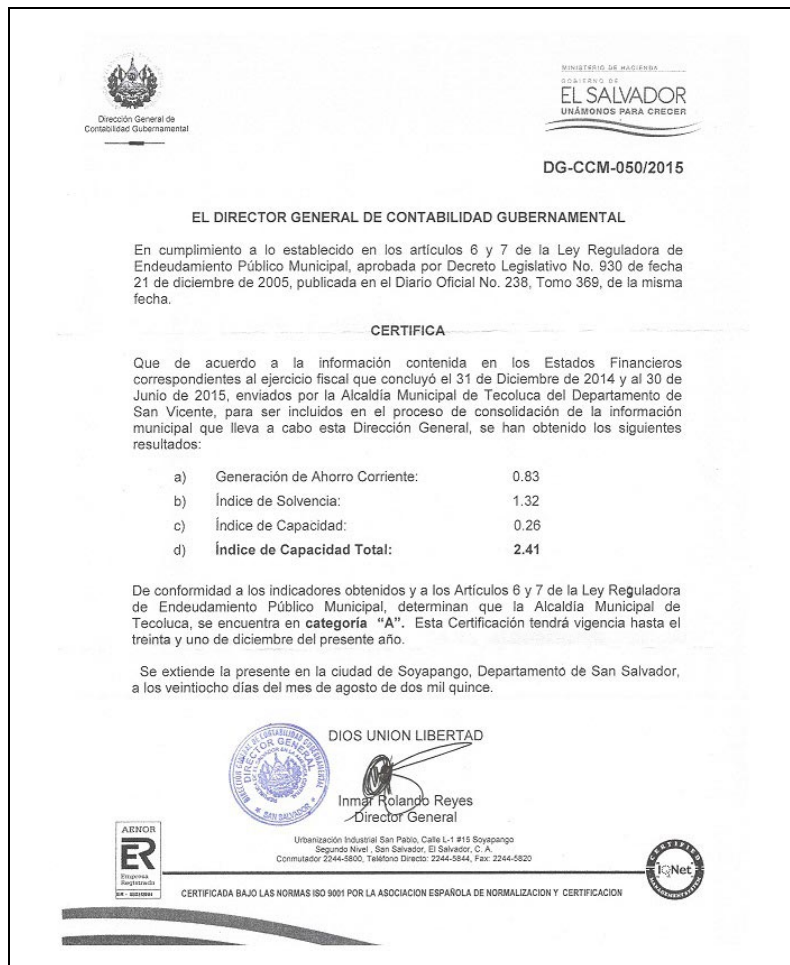 Dirección General de
Contabilidad Gubernamental
MINISTERIO DE HACIENDA
GOBIERNO DE
EL SALVADOR
UNÁMONOS PARA CRECER
DG-CCM-050/2015
EL DIRECTOR GENERAL DE CONTABILIDAD GUBERNAMENTAL
En cumplimiento a lo establecido en los artículos 6 y 7 de la Ley Reguladora de
Endeudamiento Público Municipal, aprobada por Decreto Legislativo No. 930 de fecha
21 de diciembre de 2005, publicada en el Diario Oficial No. 238, Tomo 369, de la misma
fecha.
CERTIFICA
Que de acuerdo a la información contenida en los Estados Financieros
correspondientes al ejercicio fiscal que concluyó el 31 de Diciembre de 2014 y al 30 de
Junio de 2015, enviados por la Alcaldía Municipal de Tecoluca del Departamento de
San Vicente, para ser incluidos en el proceso de consolidación de la información
municipal que lleva a cabo esta Dirección General, se han obtenido los siguientes
resultados:
a) Generación de Ahorro Corriente: 0.83
b) Índice de Solvencia: 1.32
c) Índice de Capacidad: 0.26
d) Índice de Capacidad Total: 2.41
De conformidad a los indicadores obtenidos y a los Artículos 6 y 7 de la Ley Reguladora
de Endeudamiento Público Municipal, determinan que la Alcaldía Municipal de
Tecoluca, se encuentra en categoría "A". Esta Certificación tendrá vigencia hasta el
treinta y uno de diciembre del presente año.
Se extiende la presente en la ciudad de Soyapango, Departamento de San Salvador,
a los veintiocho días del mes de agosto de dos mil quince.
DIOS UNION LIBERTAD
DIRECCIÓN GENERAL DE CONTABILIDAD GUBERNAMENTAL
DIRECTOR GENERAL
SAN SALVADOR
Inmar Rolando Reyes
Director General
Urbanización Industrial San Pablo, Calle L-1 #15 Soyapango
Segundo Nivel , San Salvador, El Salvador, C. A.
Conmutador 2244-5800, Teléfono Directo: 2244-5844, Fax: 2244-5820
AENOR
ER
Empresa
Registrada
CERTIFIED
IQNet
MANAGEMENT SYSTEM
CERTIFICADA BAJO LAS NORMAS ISO 9001 POR LA ASOCIACION ESPAÑOLA DE NORMALIZACION Y CERTIFICACION